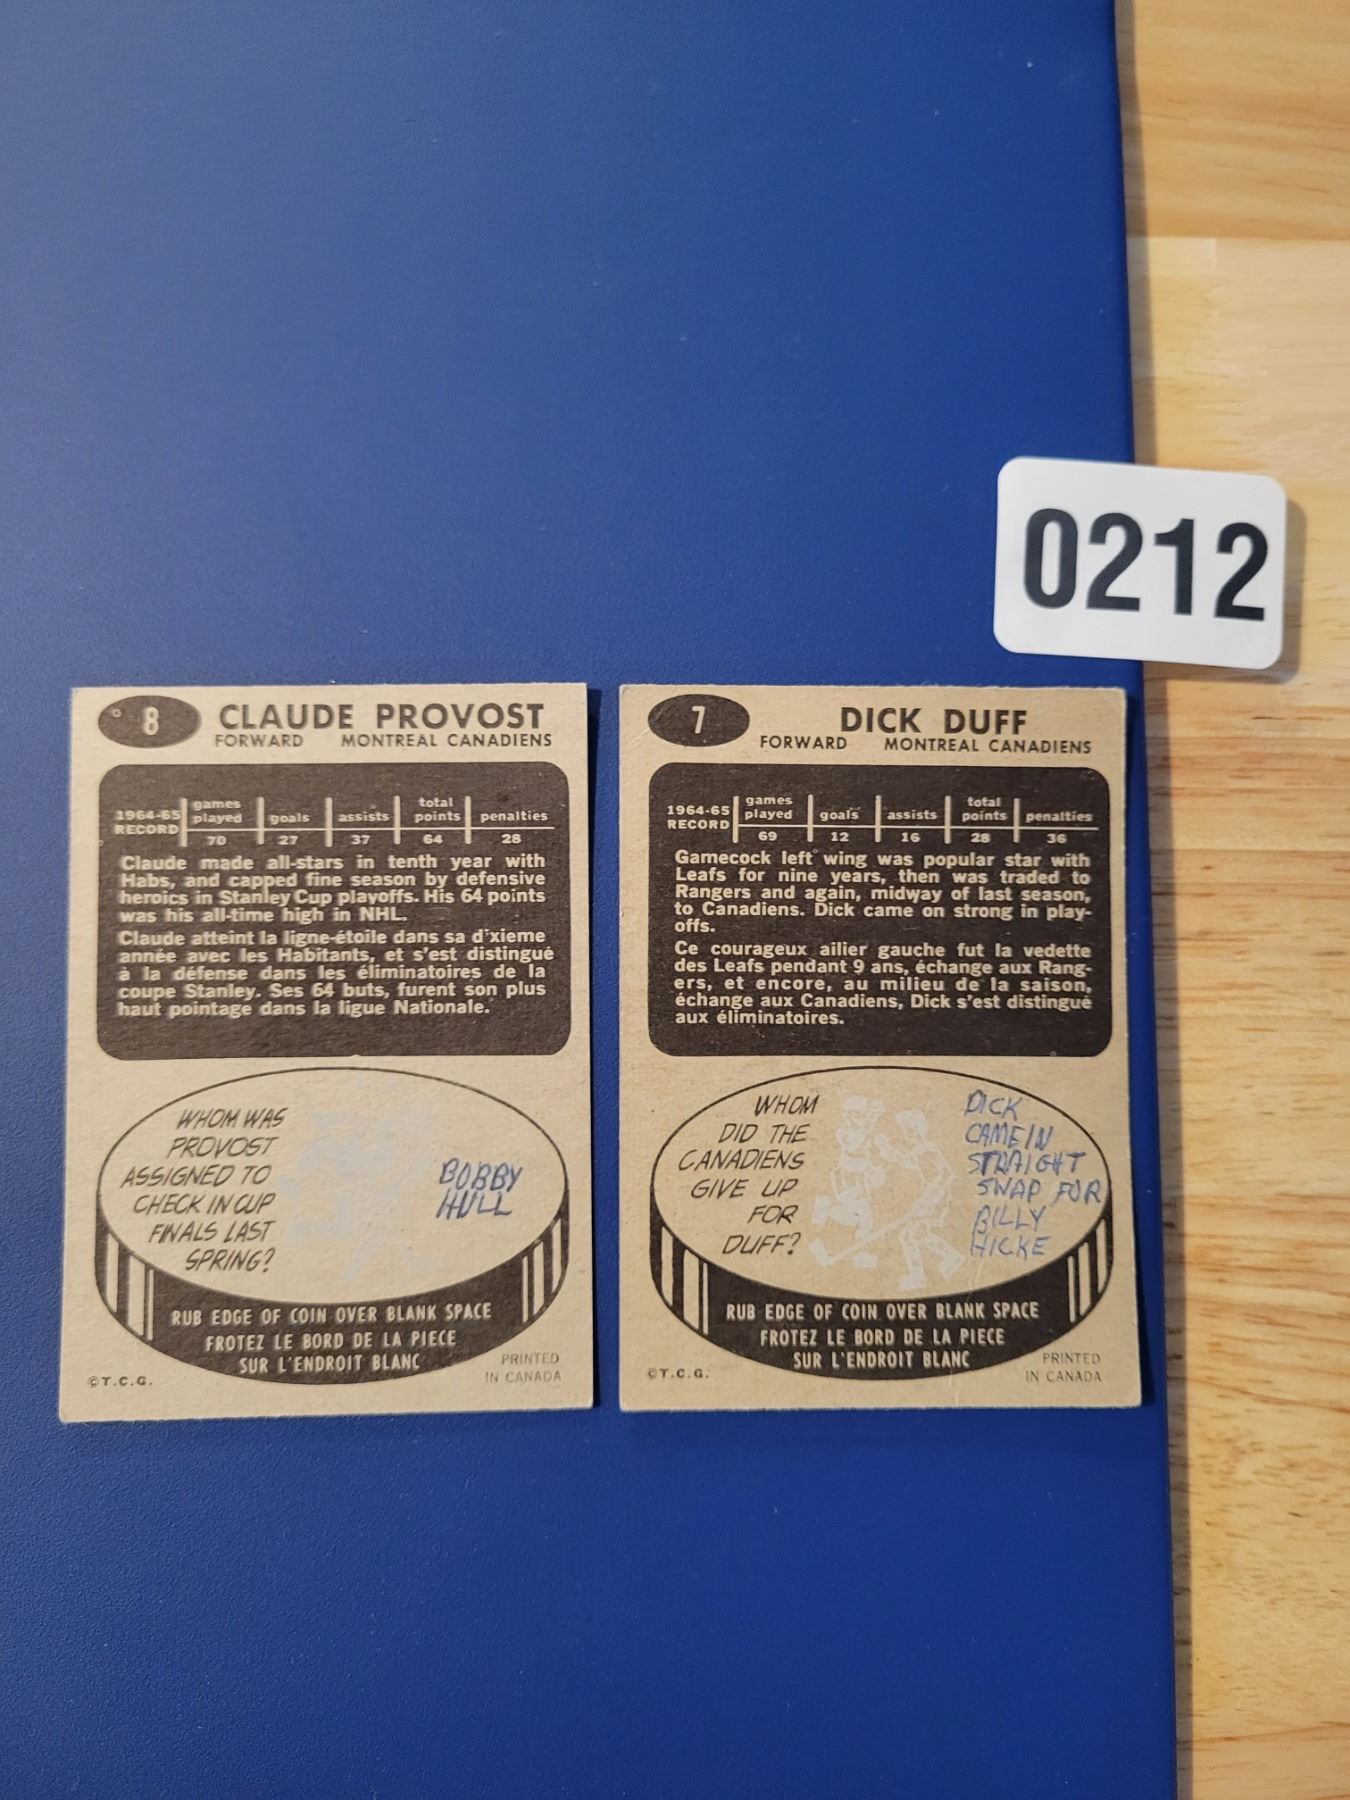 0212
8
CLAUDE PROVOST
FORWARD MONTREAL CANADIENS
1964-65 RECORD
games played goals assists total points penalties
70 27 37 64 28
Claude made all-stars in tenth year with
Habs, and capped fine season by defensive
heroics in Stanley Cup playoffs. His 64 points
was his all-time high in NHL.
Claude atteint la ligne-étoile dans sa d'xieme
année avec les Habitants, et s'est distingué
à la défense dans les éliminatoires de la
coupe Stanley. Ses 64 buts, furent son plus
haut pointage dans la ligue Nationale.
WHOM WAS
PROVOST
ASSIGNED TO
CHECK IN CUP
FINALS LAST
SPRING?
BOBBY
HULL
RUB EDGE OF COIN OVER BLANK SPACE
FROTEZ LE BORD DE LA PIECE
SUR L'ENDROIT BLANC
©T.C.G.
PRINTED
IN CANADA
7
DICK DUFF
FORWARD MONTREAL CANADIENS
1964-65 RECORD
games played goals assists total points penalties
69 12 16 28 36
Gamecock left wing was popular star with
Leafs for nine years, then was traded to
Rangers and again, midway of last season,
to Canadiens. Dick came on strong in play-
offs.
Ce courageux ailier gauche fut la vedette
des Leafs pendant 9 ans, échange aux Rang-
ers, et encore, au milieu de la saison,
échange aux Canadiens, Dick s'est distingué
aux éliminatoires.
WHOM
DID THE
CANADIENS
GIVE UP
FOR
DUFF?
DICK
CAME IN
STRAIGHT
SWAP FOR
BILLY
HICKE
RUB EDGE OF COIN OVER BLANK SPACE
FROTEZ LE BORD DE LA PIECE
SUR L'ENDROIT BLANC
©T.C.G.
PRINTED
IN CANADA